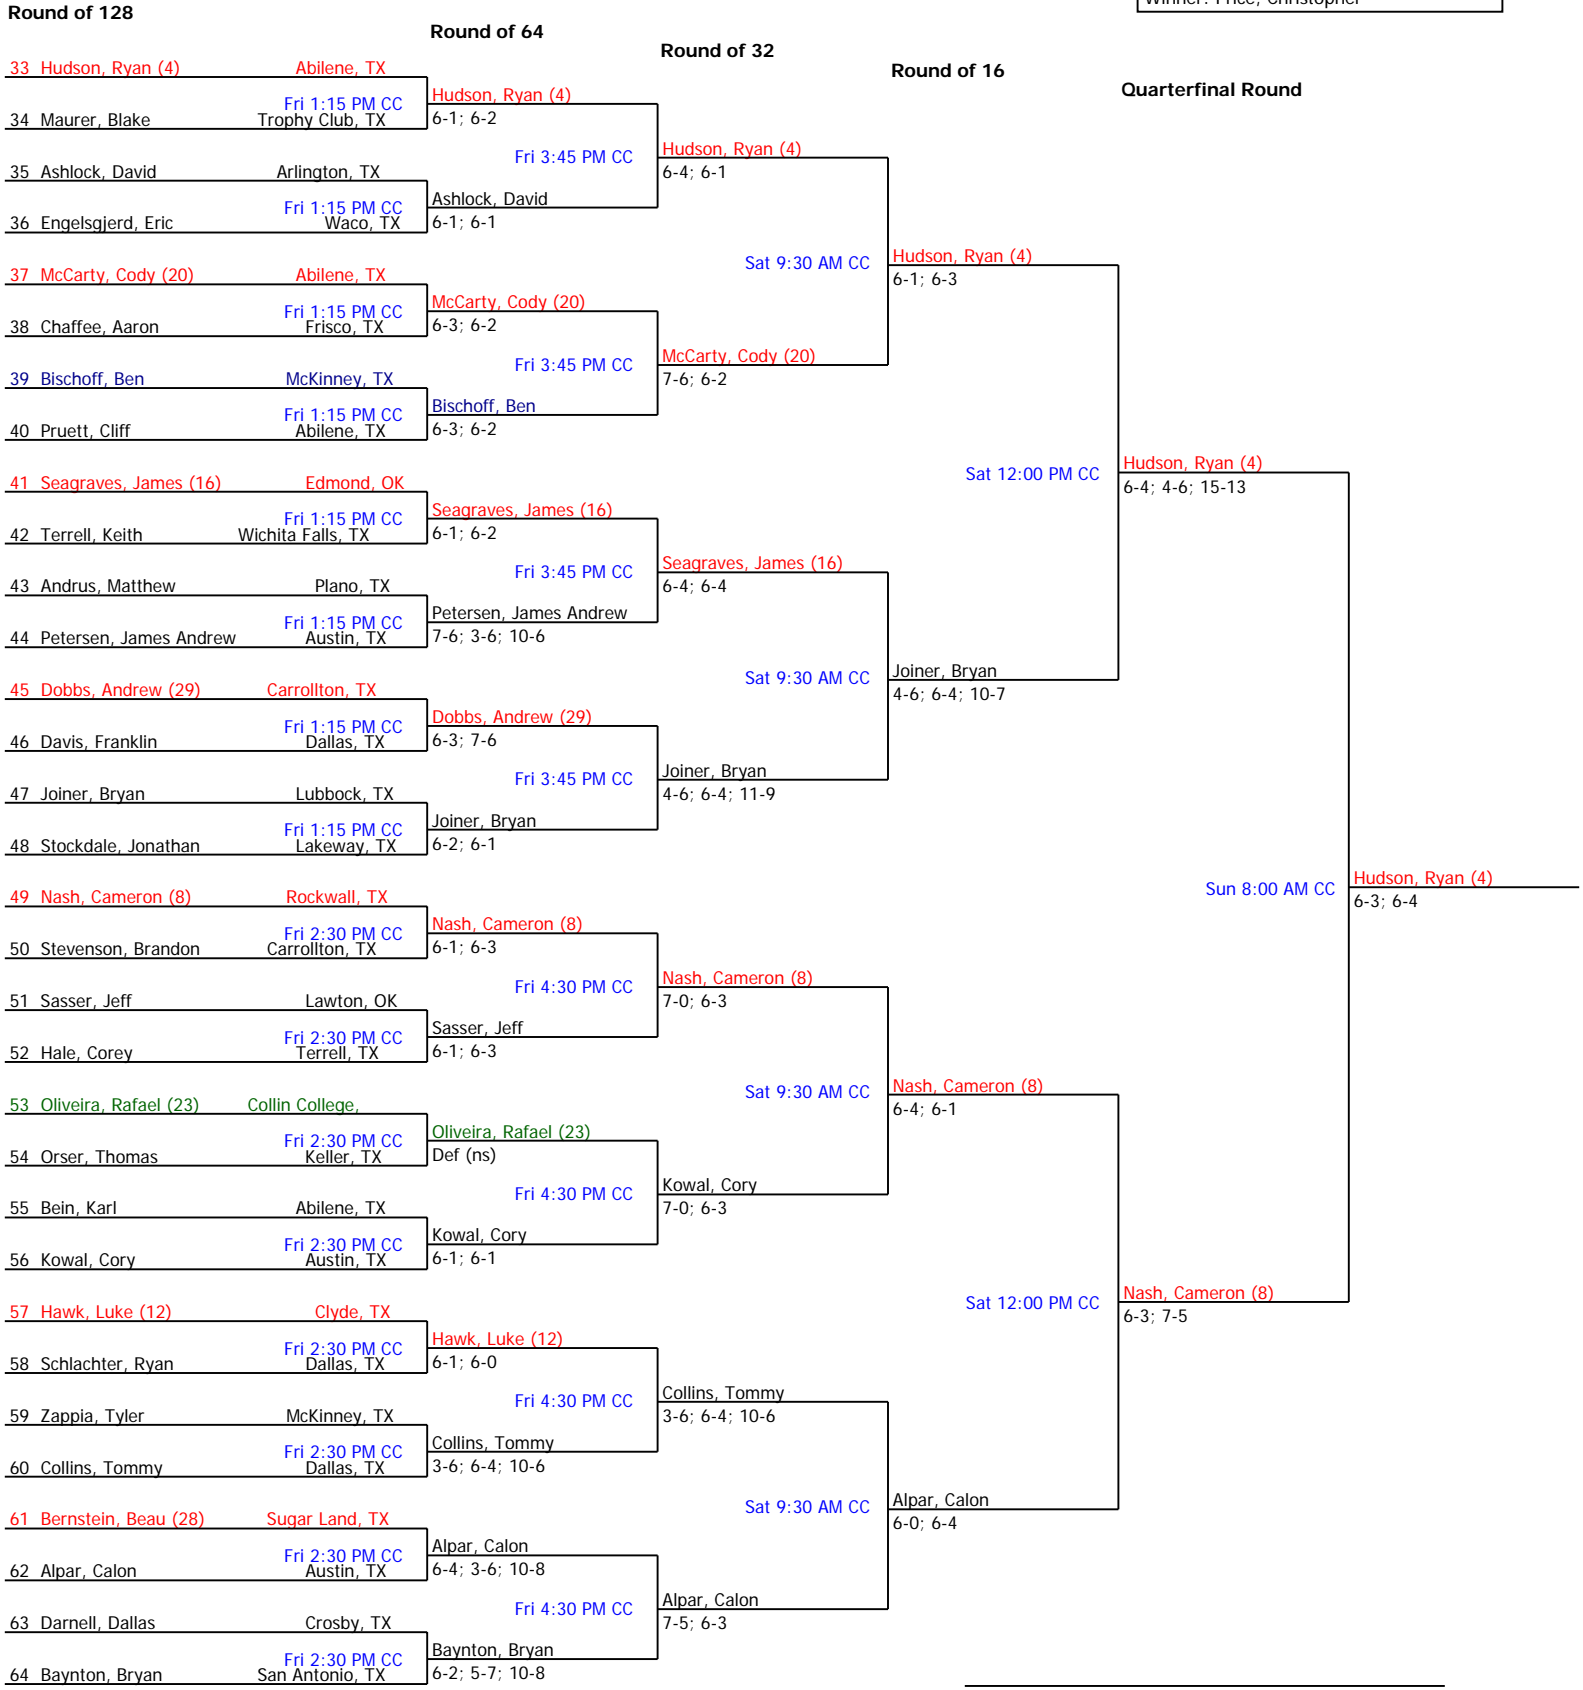 Winner: Price, Christopher
Round of 128
Round of 64
Round of 32
Round of 16
Quarterfinal Round
33 Hudson, Ryan (4) Abilene, TX
Fri 1:15 PM CC
34 Maurer, Blake Trophy Club, TX
35 Ashlock, David Arlington, TX
Fri 1:15 PM CC
36 Engelsgjerd, Eric Waco, TX
37 McCarty, Cody (20) Abilene, TX
Fri 1:15 PM CC
38 Chaffee, Aaron Frisco, TX
39 Bischoff, Ben McKinney, TX
Fri 1:15 PM CC
40 Pruett, Cliff Abilene, TX
41 Seagraves, James (16) Edmond, OK
Fri 1:15 PM CC
42 Terrell, Keith Wichita Falls, TX
43 Andrus, Matthew Plano, TX
Fri 1:15 PM CC
44 Petersen, James Andrew Austin, TX
45 Dobbs, Andrew (29) Carrollton, TX
Fri 1:15 PM CC
46 Davis, Franklin Dallas, TX
47 Joiner, Bryan Lubbock, TX
Fri 1:15 PM CC
48 Stockdale, Jonathan Lakeway, TX
49 Nash, Cameron (8) Rockwall, TX
Fri 2:30 PM CC
50 Stevenson, Brandon Carrollton, TX
51 Sasser, Jeff Lawton, OK
Fri 2:30 PM CC
52 Hale, Corey Terrell, TX
53 Oliveira, Rafael (23) Collin College,
Fri 2:30 PM CC
54 Orser, Thomas Keller, TX
55 Bein, Karl Abilene, TX
Fri 2:30 PM CC
56 Kowal, Cory Austin, TX
57 Hawk, Luke (12) Clyde, TX
Fri 2:30 PM CC
58 Schlachter, Ryan Dallas, TX
59 Zappia, Tyler McKinney, TX
Fri 2:30 PM CC
60 Collins, Tommy Dallas, TX
61 Bernstein, Beau (28) Sugar Land, TX
Fri 2:30 PM CC
62 Alpar, Calon Austin, TX
63 Darnell, Dallas Crosby, TX
Fri 2:30 PM CC
64 Baynton, Bryan San Antonio, TX
Hudson, Ryan (4)
6-1; 6-2
Fri 3:45 PM CC
Ashlock, David
6-1; 6-1
McCarty, Cody (20)
6-3; 6-2
Fri 3:45 PM CC
Bischoff, Ben
6-3; 6-2
Seagraves, James (16)
6-1; 6-2
Fri 3:45 PM CC
Petersen, James Andrew
7-6; 3-6; 10-6
Dobbs, Andrew (29)
6-3; 7-6
Fri 3:45 PM CC
Joiner, Bryan
6-2; 6-1
Nash, Cameron (8)
6-1; 6-3
Fri 4:30 PM CC
Sasser, Jeff
6-1; 6-3
Oliveira, Rafael (23)
Def (ns)
Fri 4:30 PM CC
Kowal, Cory
6-1; 6-1
Hawk, Luke (12)
6-1; 6-0
Fri 4:30 PM CC
Collins, Tommy
3-6; 6-4; 10-6
Alpar, Calon
6-4; 3-6; 10-8
Fri 4:30 PM CC
Baynton, Bryan
6-2; 5-7; 10-8
Hudson, Ryan (4)
6-4; 6-1
Sat 9:30 AM CC
McCarty, Cody (20)
7-6; 6-2
Seagraves, James (16)
6-4; 6-4
Sat 9:30 AM CC
Joiner, Bryan
4-6; 6-4; 11-9
Nash, Cameron (8)
7-0; 6-3
Sat 9:30 AM CC
Kowal, Cory
7-0; 6-3
Collins, Tommy
3-6; 6-4; 10-6
Sat 9:30 AM CC
Alpar, Calon
7-5; 6-3
Hudson, Ryan (4)
6-1; 6-3
Sat 12:00 PM CC
Joiner, Bryan
4-6; 6-4; 10-7
Nash, Cameron (8)
6-4; 6-1
Sat 12:00 PM CC
Alpar, Calon
6-0; 6-4
Hudson, Ryan (4)
6-4; 4-6; 15-13
Sun 8:00 AM CC
Nash, Cameron (8)
6-3; 7-5
Hudson, Ryan (4)
6-3; 6-4